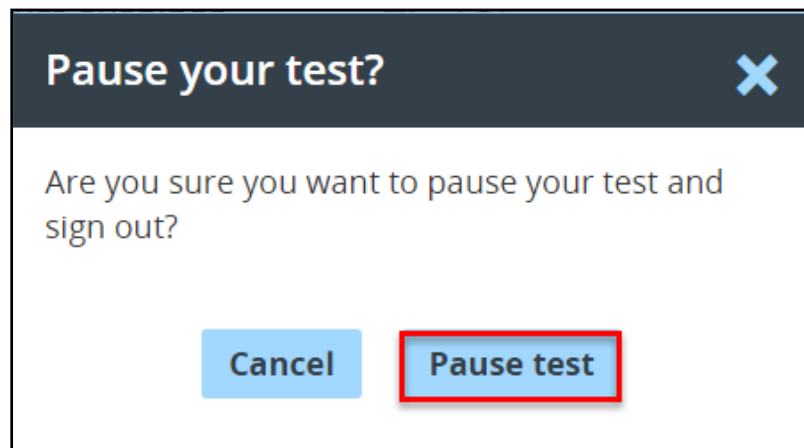 Pause your test?
Are you sure you want to pause your test and
sign out?
Cancel
Pause test